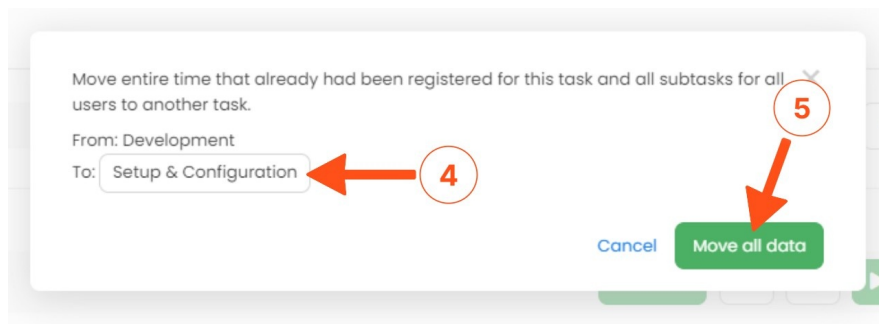 Move entire time that already had been registered for this task and all subtasks for all
users to another task.
5
From: Development
To: Setup & Configuration
4
Cancel
Move all data